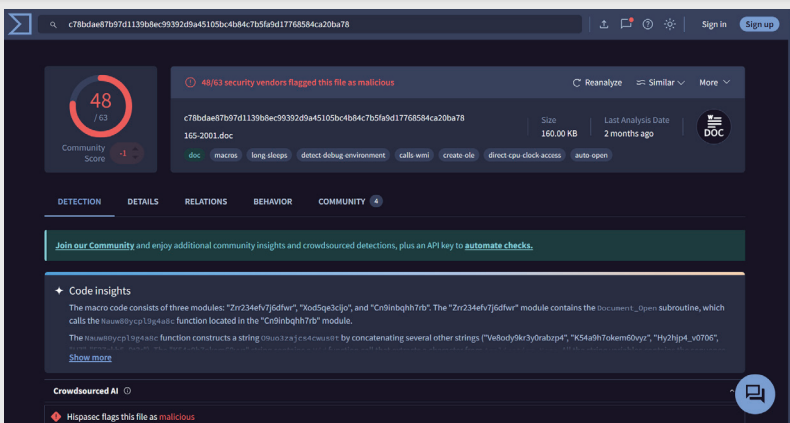 c78bdae87b97d1139b8ec99392d9a45105bc4b84c7b5fa9d17768584ca20ba78
Sign in
Sign up
48
/ 63
Community
Score
-1
48/63 security vendors flagged this file as malicious
Reanalyze
Similar
More
c78bdae87b97d1139b8ec99392d9a45105bc4b84c7b5fa9d17768584ca20ba78
165-2001.doc
Size
160.00 KB
Last Analysis Date
2 months ago
DOC
doc macros long-sleeps detect-debug-environment calls-wmi create-ole direct-cpu-clock-access auto-open
DETECTION DETAILS RELATIONS BEHAVIOR COMMUNITY 4
Join our Community and enjoy additional community insights and crowdsourced detections, plus an API key to automate checks.
Code insights
The macro code consists of three modules: "Zrr234efv7j6dfwr", "Xod5qe3cijo", and "Cn9inbqhh7rb". The "Zrr234efv7j6dfwr" module contains the Document_Open subroutine, which
calls the Nauw80ycpl9g4a8c function located in the "Cn9inbqhh7rb" module.
The Nauw80ycpl9g4a8c function constructs a string O9uo3zajcs4cwus0t by concatenating several other strings ("Ve8ody9kr3y0rabzp4", "K54a9h7okem60vyz", "Hy2hjp4_v0706",
Show more
Crowdsourced AI
Hispasec flags this file as malicious